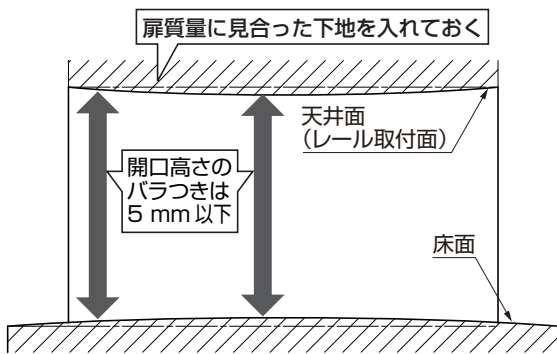 扉質量に見合った下地を入れておく
天井面
（レール取付面）
開口高さの
バラつきは
5 mm以下
床面